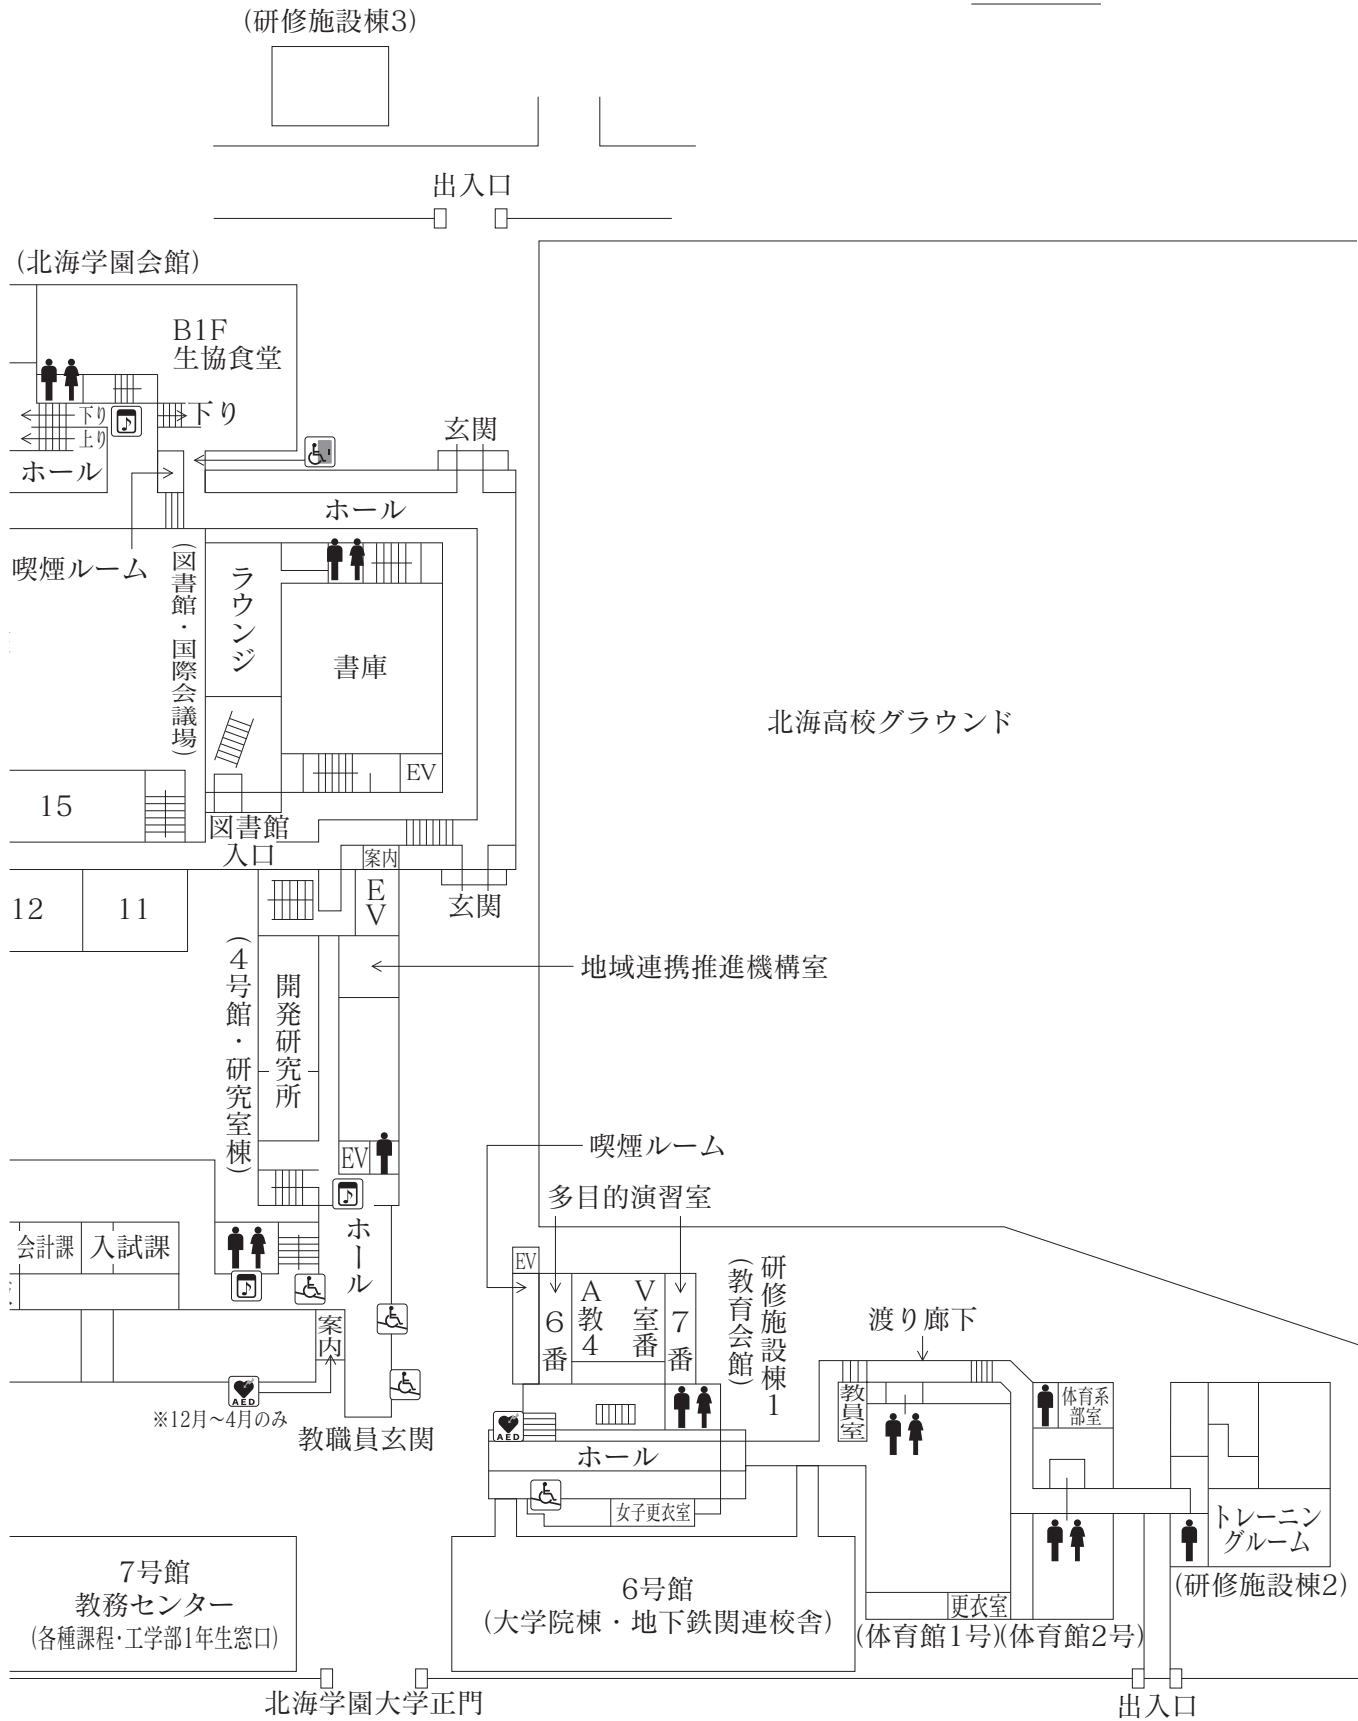 (研修施設棟3)
出入口
(北海学園会館)
B1F
生協食堂
下り
下り
上り
ホール
玄関
ホール
喫煙ルーム
(図書館・国際会議場)
ラウンジ
書庫
北海高校グラウンド
EV
15
図書館
入口
案内
EV
玄関
12
11
(4号館・研究室棟)
開発研究所
地域連携推進機構室
EV
喫煙ルーム
多目的演習室
ホール
会計課
入試課
EV
6番
A教4
V室番
7番
研修施設棟1
(教育会館)
渡り廊下
案内
AED
※12月〜4月のみ
教職員玄関
AED
ホール
教員室
体育系
部室
女子更衣室
トレーニン
グルーム
(研修施設棟2)
7号館
教務センター
(各種課程・工学部1年生窓口)
6号館
(大学院棟・地下鉄関連校舎)
更衣室
(体育館1号)
(体育館2号)
北海学園大学正門
出入口